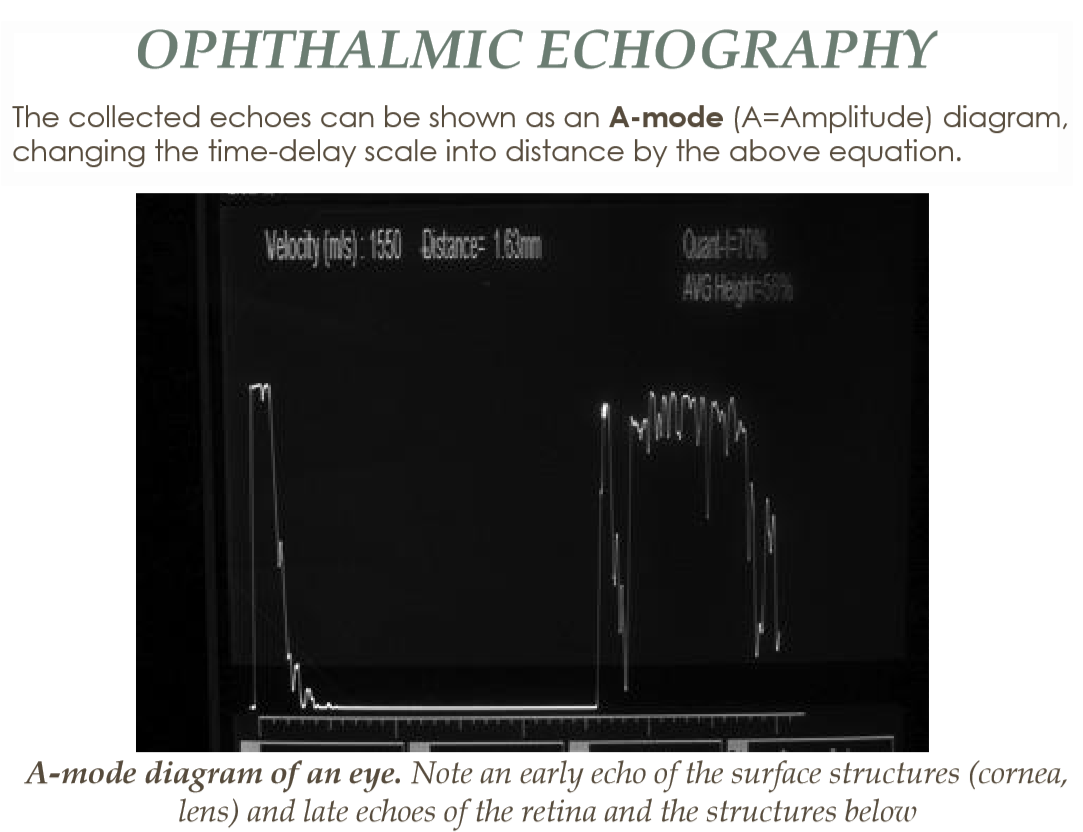 OPHTHALMIC ECHOGRAPHY
The collected echoes can be shown as an A-mode (A=Amplitude) diagram,
changing the time-delay scale into distance by the above equation.
Velocity (m/s) : 1550 Distance= 1.63mm
Quant-I=70%
AVG Height=56%
A-mode diagram of an eye. Note an early echo of the surface structures (cornea,
lens) and late echoes of the retina and the structures below